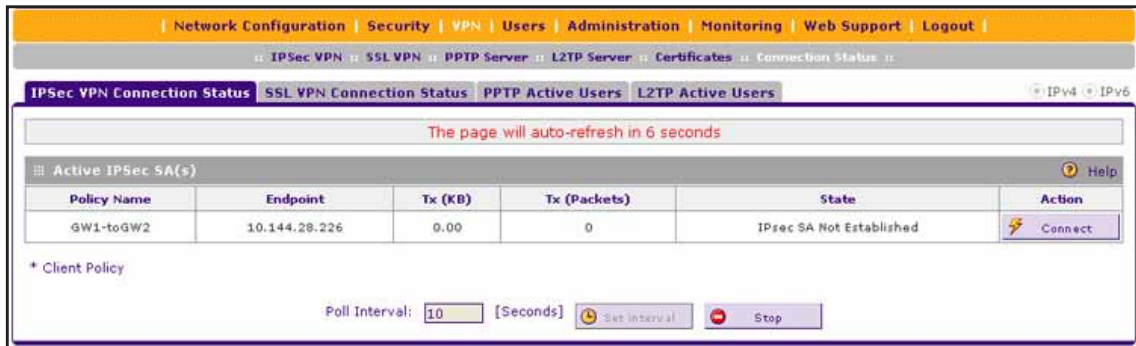 | Network Configuration | Security | VPN | Users | Administration | Monitoring | Web Support | Logout |
:: IPSec VPN :: SSL VPN :: PPTP Server :: L2TP Server :: Certificates :: Connection Status ::
IPSec VPN Connection Status SSL VPN Connection Status PPTP Active Users L2TP Active Users IPv4 IPv6
The page will auto-refresh in 6 seconds
Active IPSec SA(s) Help
Policy Name Endpoint Tx (KB) Tx (Packets) State Action
GW1-toGW2 10.144.28.226 0.00 0 IPsec SA Not Established Connect
* Client Policy
Poll Interval: 10 [Seconds] Set Interval Stop